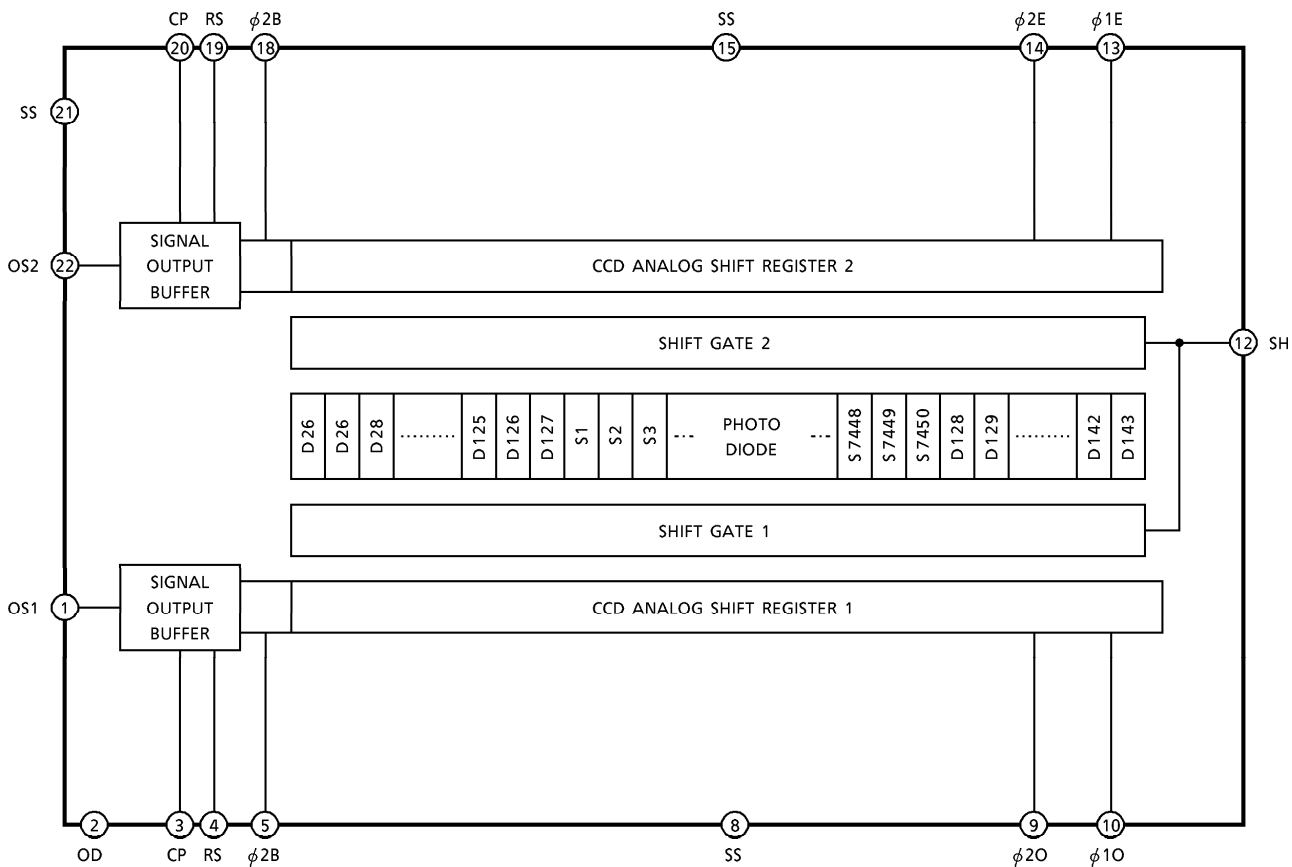 CP RS ϕ2B SS ϕ2E ϕ1E
20 19 18 15 14 13
SS 21
SIGNAL
OUTPUT
BUFFER
OS2 22
CCD ANALOG SHIFT REGISTER 2
SHIFT GATE 2
12 SH
D26 D26 D28 ········· D125 D126 D127 S1 S2 S3 -·- PHOTO DIODE -·- S7448 S7449 S7450 D128 D129 ········· D142 D143
SHIFT GATE 1
SIGNAL
OUTPUT
BUFFER
OS1 1
CCD ANALOG SHIFT REGISTER 1
2 3 4 5 8 9 10
OD CP RS ϕ2B SS ϕ2O ϕ1O